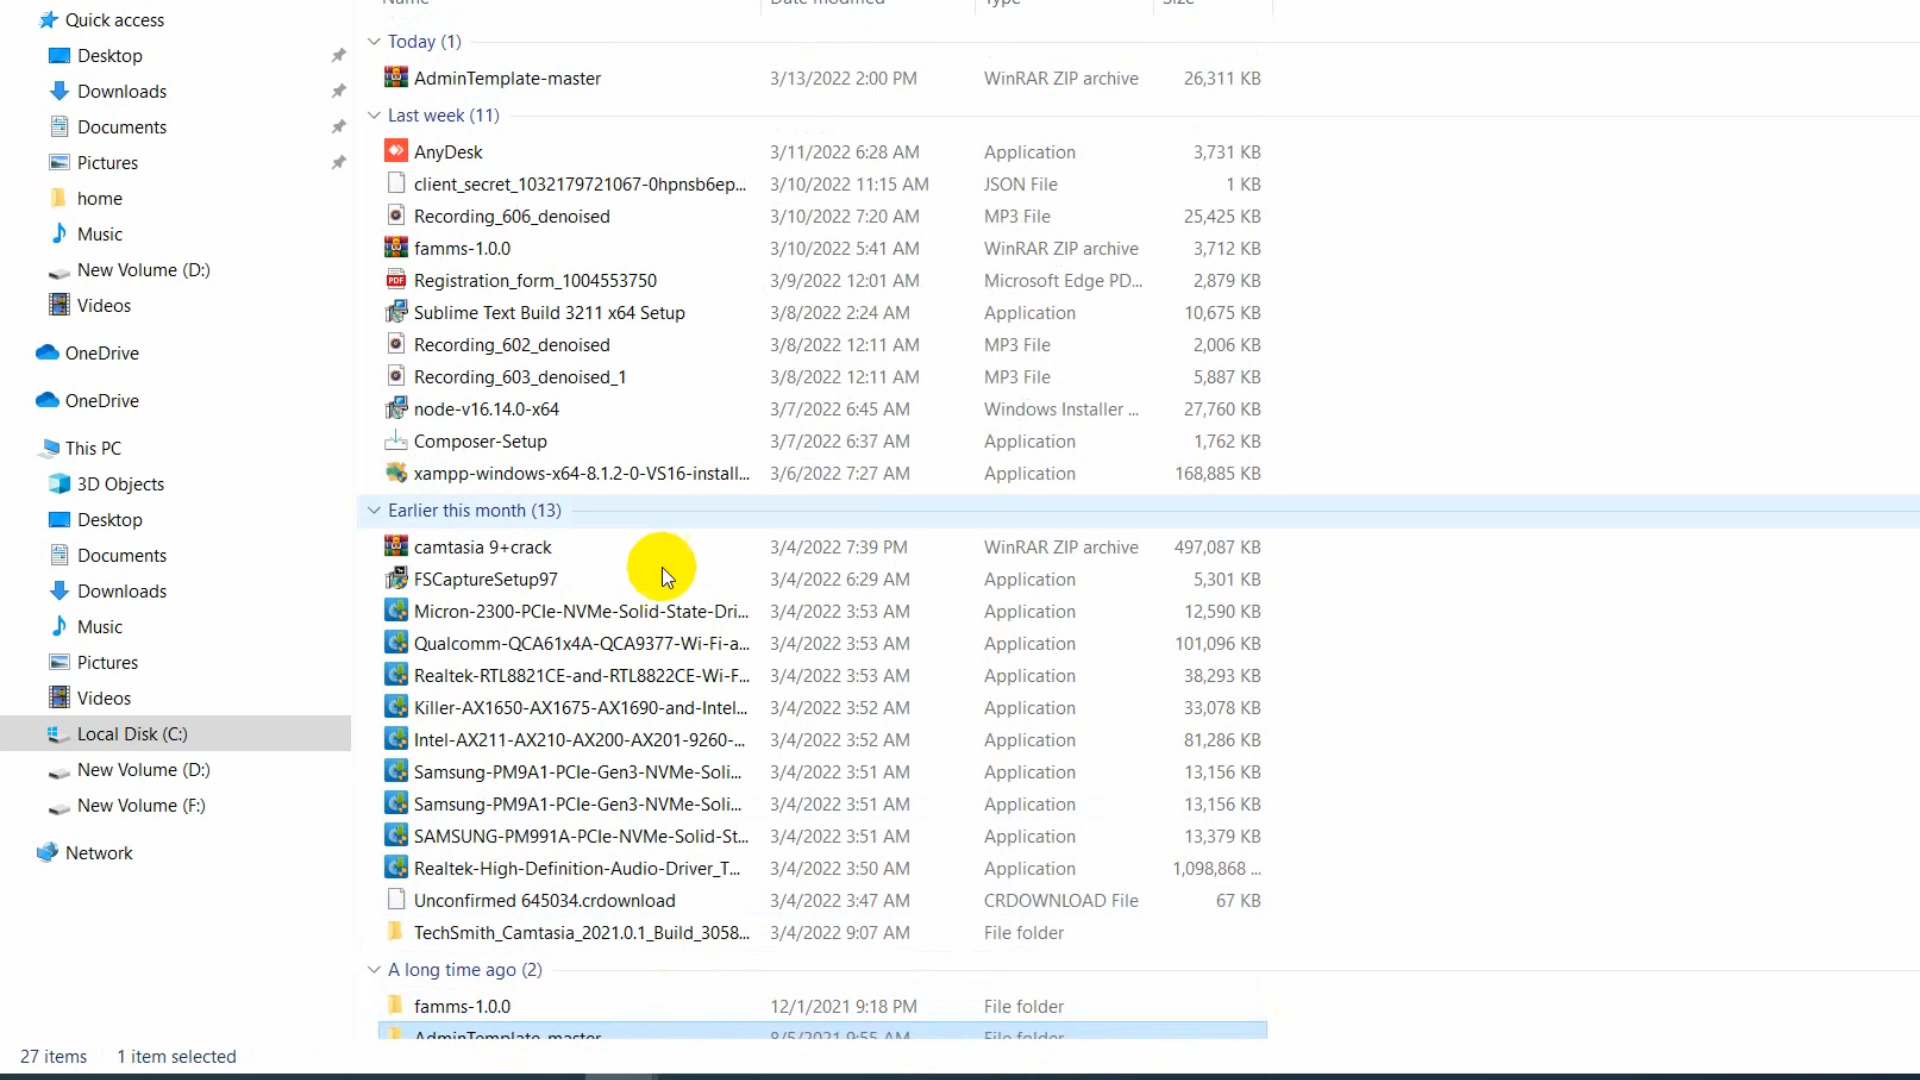 Quick access
Desktop
Downloads
Documents
Pictures
home
Music
New Volume (D:)
Videos
OneDrive
OneDrive
This PC
3D Objects
Desktop
Documents
Downloads
Music
Pictures
Videos
Local Disk (C:)
New Volume (D:)
New Volume (F:)
Network
Name Date modified Type Size
Today (1)
AdminTemplate-master 3/13/2022 2:00 PM WinRAR ZIP archive 26,311 KB
Last week (11)
AnyDesk 3/11/2022 6:28 AM Application 3,731 KB
client_secret_1032179721067-0hpnsb6ep... 3/10/2022 11:15 AM JSON File 1 KB
Recording_606_denoised 3/10/2022 7:20 AM MP3 File 25,425 KB
famms-1.0.0 3/10/2022 5:41 AM WinRAR ZIP archive 3,712 KB
Registration_form_1004553750 3/9/2022 12:01 AM Microsoft Edge PD... 2,879 KB
Sublime Text Build 3211 x64 Setup 3/8/2022 2:24 AM Application 10,675 KB
Recording_602_denoised 3/8/2022 12:11 AM MP3 File 2,006 KB
Recording_603_denoised_1 3/8/2022 12:11 AM MP3 File 5,887 KB
node-v16.14.0-x64 3/7/2022 6:45 AM Windows Installer ... 27,760 KB
Composer-Setup 3/7/2022 6:37 AM Application 1,762 KB
xampp-windows-x64-8.1.2-0-VS16-install... 3/6/2022 7:27 AM Application 168,885 KB
Earlier this month (13)
camtasia 9+crack 3/4/2022 7:39 PM WinRAR ZIP archive 497,087 KB
FSCaptureSetup97 3/4/2022 6:29 AM Application 5,301 KB
Micron-2300-PCIe-NVMe-Solid-State-Dri... 3/4/2022 3:53 AM Application 12,590 KB
Qualcomm-QCA61x4A-QCA9377-Wi-Fi-a... 3/4/2022 3:53 AM Application 101,096 KB
Realtek-RTL8821CE-and-RTL8822CE-Wi-F... 3/4/2022 3:53 AM Application 38,293 KB
Killer-AX1650-AX1675-AX1690-and-Intel... 3/4/2022 3:52 AM Application 33,078 KB
Intel-AX211-AX210-AX200-AX201-9260-... 3/4/2022 3:52 AM Application 81,286 KB
Samsung-PM9A1-PCIe-Gen3-NVMe-Soli... 3/4/2022 3:51 AM Application 13,156 KB
Samsung-PM9A1-PCIe-Gen3-NVMe-Soli... 3/4/2022 3:51 AM Application 13,156 KB
SAMSUNG-PM991A-PCIe-NVMe-Solid-St... 3/4/2022 3:51 AM Application 13,379 KB
Realtek-High-Definition-Audio-Driver_T... 3/4/2022 3:50 AM Application 1,098,868 ...
Unconfirmed 645034.crdownload 3/4/2022 3:47 AM CRDOWNLOAD File 67 KB
TechSmith_Camtasia_2021.0.1_Build_3058... 3/4/2022 9:07 AM File folder
A long time ago (2)
famms-1.0.0 12/1/2021 9:18 PM File folder
AdminTemplate-master 8/5/2021 9:55 AM File folder
27 items 1 item selected